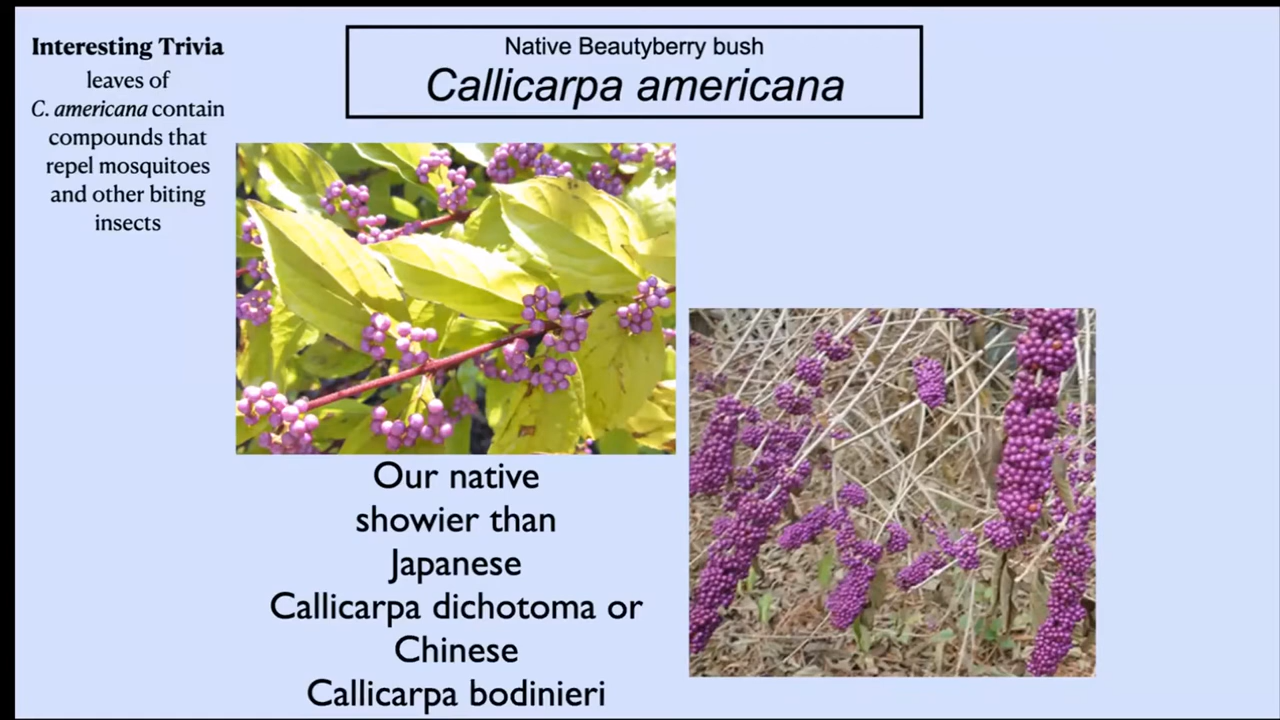 Interesting Trivia
leaves of
C. americana contain
compounds that
repel mosquitoes
and other biting
insects
Native Beautyberry bush
Callicarpa americana
Our native
showier than
Japanese
Callicarpa dichotoma or
Chinese
Callicarpa bodinieri